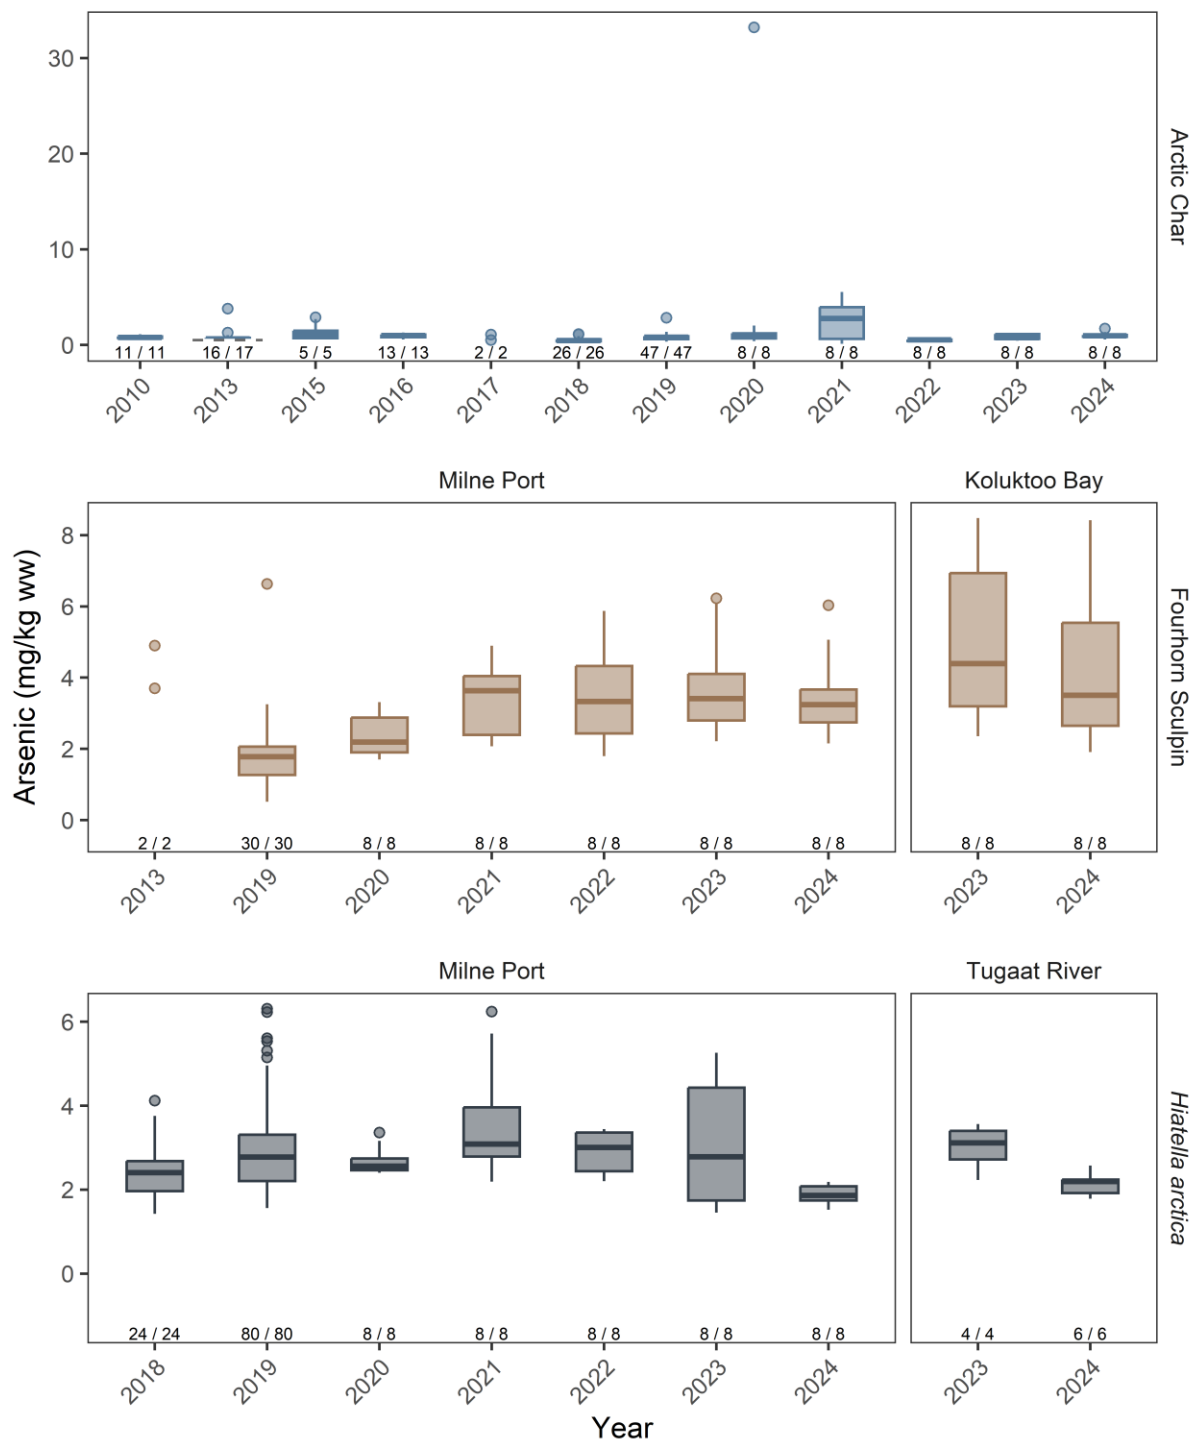 30
20
10
0
11 / 11 16 / 17 5 / 5 13 / 13 2 / 2 26 / 26 47 / 47 8 / 8 8 / 8 8 / 8 8 / 8 8 / 8
2010 2013 2015 2016 2017 2018 2019 2020 2021 2022 2023 2024
Arctic Char
Milne Port Koluktoo Bay
8
6
4
2
0
2 / 2 30 / 30 8 / 8 8 / 8 8 / 8 8 / 8 8 / 8 8 / 8 8 / 8
2013 2019 2020 2021 2022 2023 2024 2023 2024
Fourhorn Sculpin
Arsenic (mg/kg ww)
Milne Port Tugaat River
6
4
2
0
24 / 24 80 / 80 8 / 8 8 / 8 8 / 8 8 / 8 8 / 8 4 / 4 6 / 6
2018 2019 2020 2021 2022 2023 2024 2023 2024
Hiatella arctica
Year